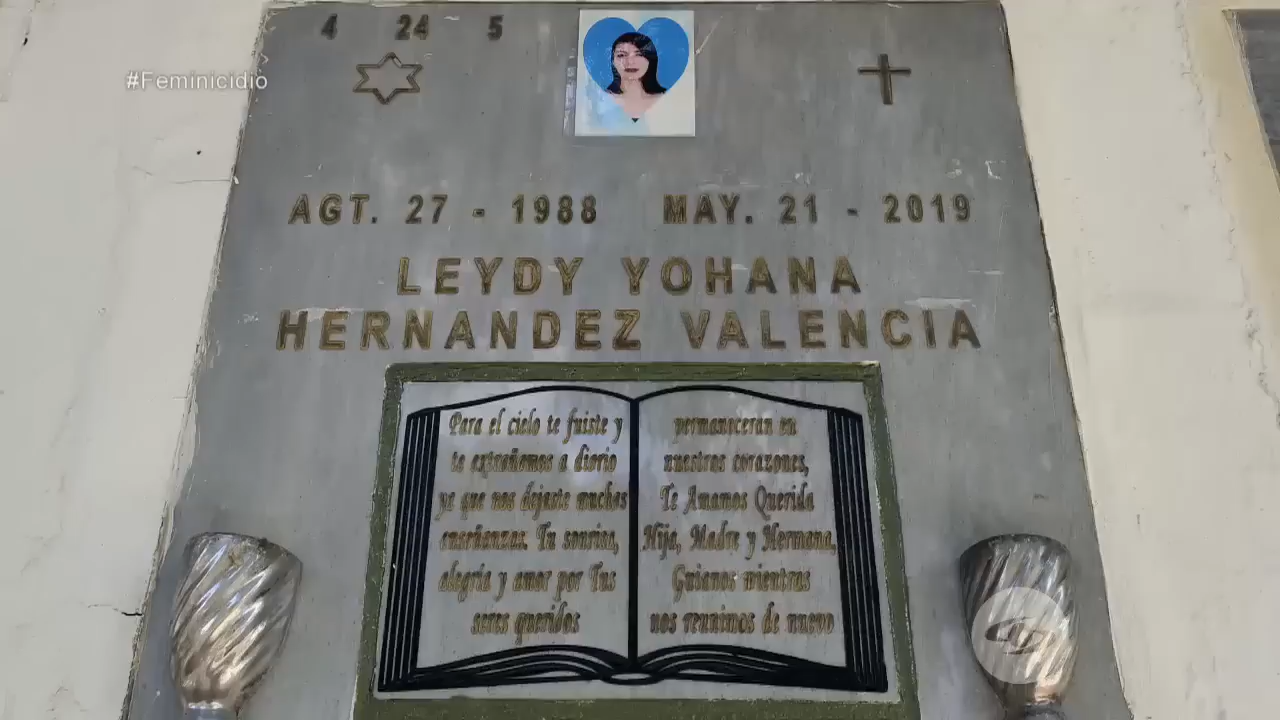 4 24 5
#Feminicidio
AGT. 27 - 1988 MAY. 21 - 2019
LEYDY YOHANA
HERNANDEZ VALENCIA
Para el cielo te fuiste y
te extrañamos a diario
ya que nos dejaste muchas
enseñanzas. Tu sonrisa,
alegria y amor por Tus
seres queridos
permaneceran en
nuestros corazones,
Te Amamos Querida
Hija, Madre y Hermana,
Guianos mientras
nos reunimos de nuevo